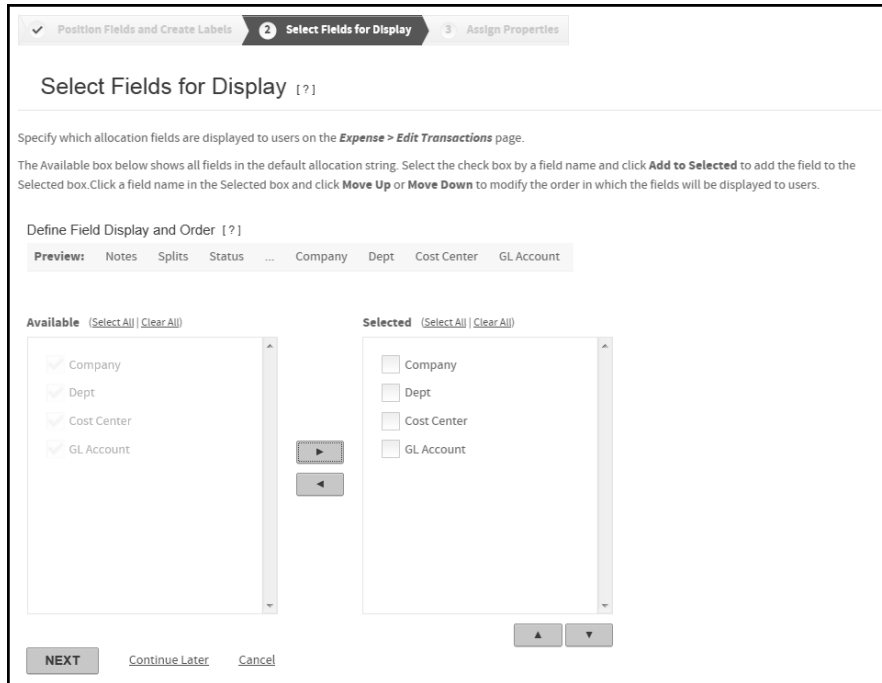 Position Fields and Create Labels 2 Select Fields for Display 3 Assign Properties
Select Fields for Display [?]
Specify which allocation fields are displayed to users on the Expense > Edit Transactions page.
The Available box below shows all fields in the default allocation string. Select the check box by a field name and click Add to Selected to add the field to the
Selected box.Click a field name in the Selected box and click Move Up or Move Down to modify the order in which the fields will be displayed to users.
Define Field Display and Order [?]
Preview: Notes Splits Status ... Company Dept Cost Center GL Account
Available (Select All | Clear All)
Company
Dept
Cost Center
GL Account
Selected (Select All | Clear All)
Company
Dept
Cost Center
GL Account
NEXT Continue Later Cancel